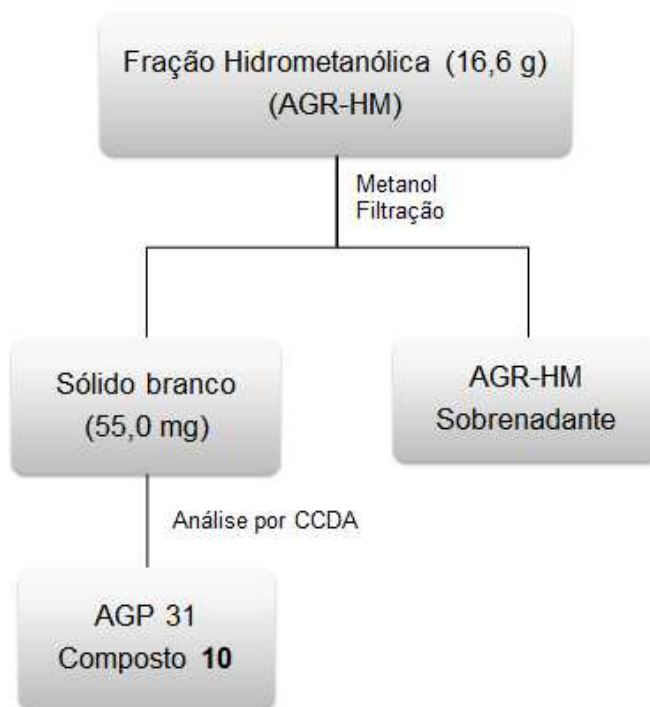 Fração Hidrometanólica (16,6 g)
(AGR-HM)
Metanol
Filtração
Sólido branco
(55,0 mg)
AGR-HM
Sobrenadante
Análise por CCDA
AGP 31
Composto 10